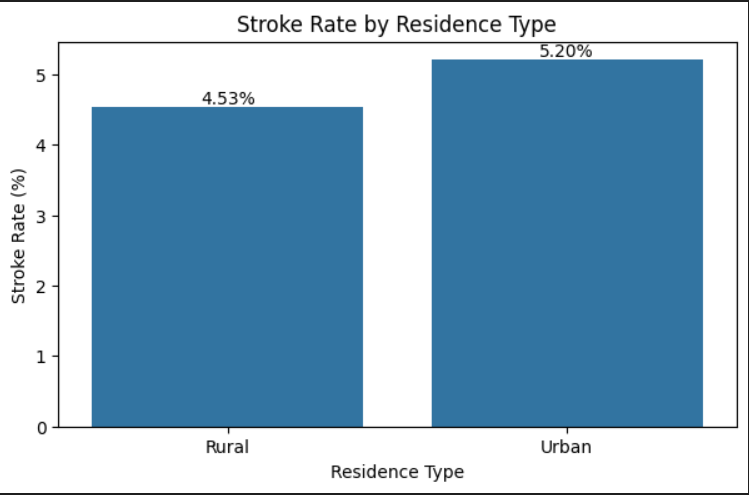 Stroke Rate by Residence Type
5.20%
4.53%
5
4
3
2
1
0
Stroke Rate (%)
Rural Urban
Residence Type